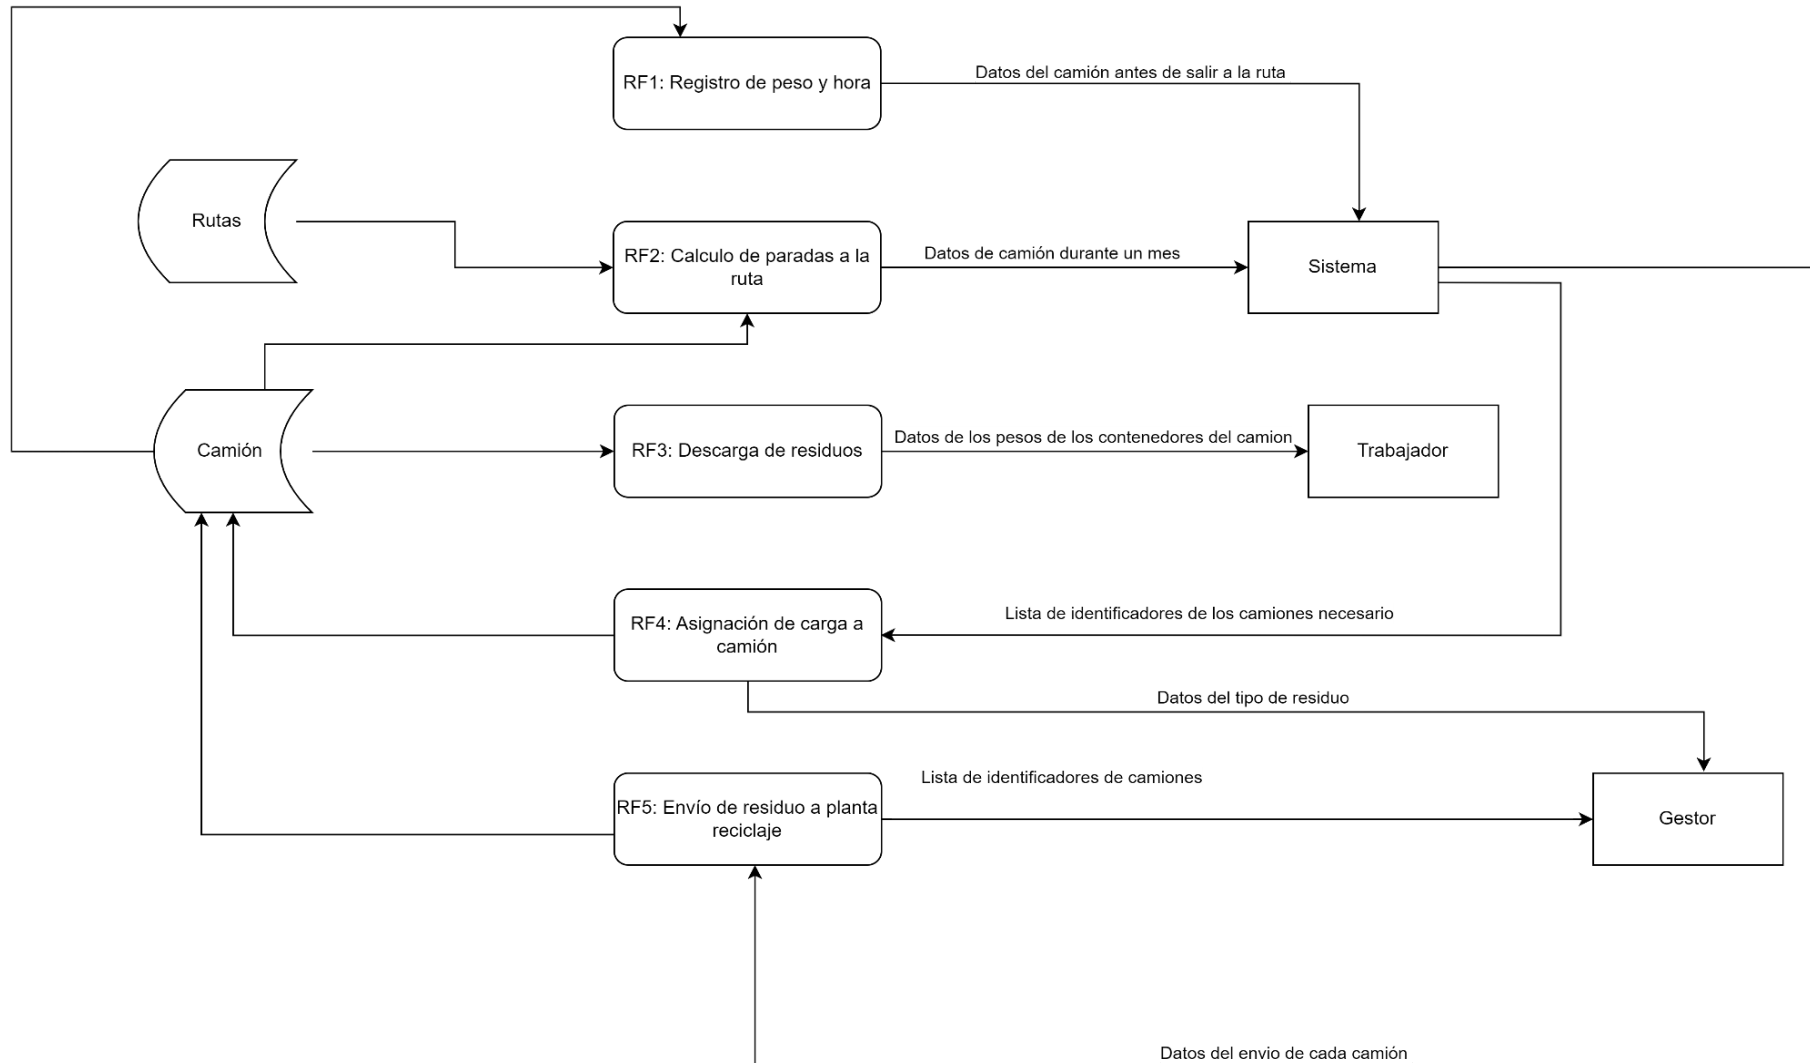 RF1: Registro de peso y hora
Datos del camión antes de salir a la ruta
Rutas
RF2: Calculo de paradas a la
ruta
Datos de camión durante un mes
Sistema
Camión
RF3: Descarga de residuos
Datos de los pesos de los contenedores del camion
Trabajador
RF4: Asignación de carga a
camión
Lista de identificadores de los camiones necesario
Datos del tipo de residuo
RF5: Envío de residuo a planta
reciclaje
Lista de identificadores de camiones
Gestor
Datos del envio de cada camión